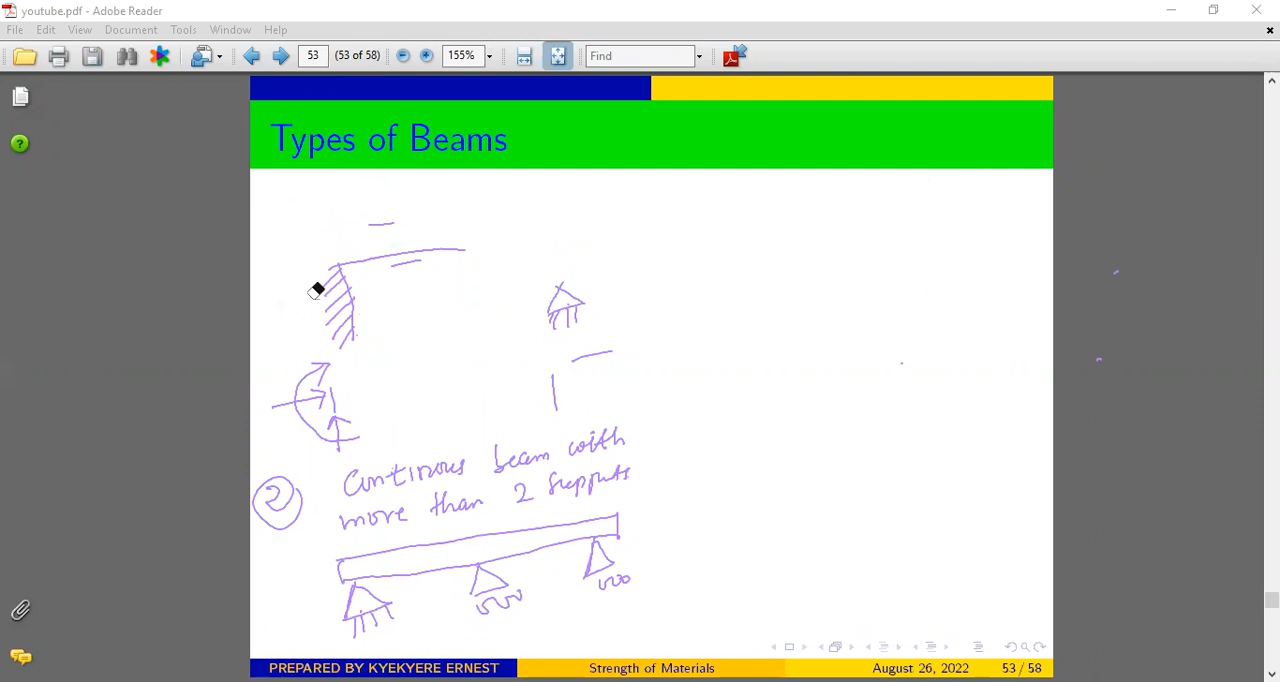 youtube.pdf - Adobe Reader
File Edit View Document Tools Window Help
53 (53 of 58) 155% Find
Types of Beams
2 Continous beam with
more than 2 supputs
PREPARED BY KYEKYERE ERNEST Strength of Materials August 26, 2022 53 / 58